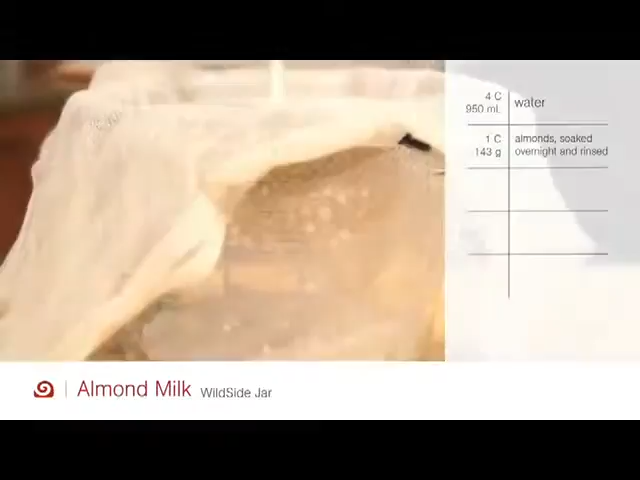 4 C
950 mL
water
1 C
143 g
almonds, soaked
overnight and rinsed
Almond Milk WildSide Jar